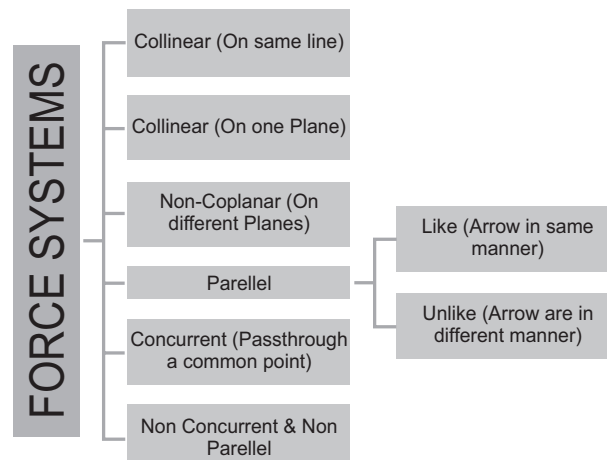 FORCE SYSTEMS
Collinear (On same line)
Collinear (On one Plane)
Non-Coplanar (On
different Planes)
Parellel
Like (Arrow in same
manner)
Unlike (Arrow are in
different manner)
Concurrent (Passthrough
a common point)
Non Concurrent & Non
Parellel